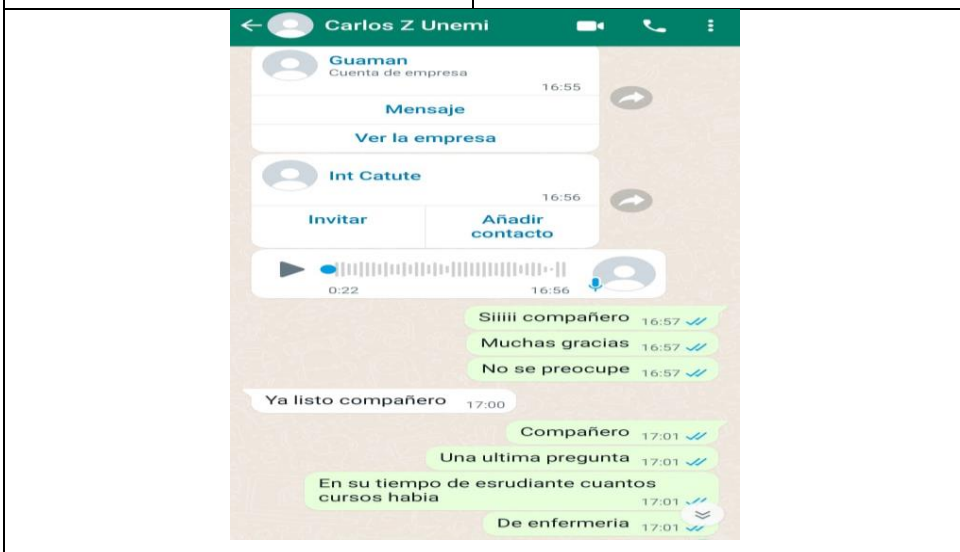 Carlos Z Unemi
Guaman
Cuenta de empresa
16:55
Mensaje
Ver la empresa
Int Catute
16:56
Invitar
Añadir
contacto
0:22
16:56
Siiiii compañero 16:57
Muchas gracias 16:57
No se preocupe 16:57
Ya listo compañero 17:00
Compañero 17:01
Una ultima pregunta 17:01
En su tiempo de esrudiante cuantos
cursos habia 17:01
De enfermeria 17:01